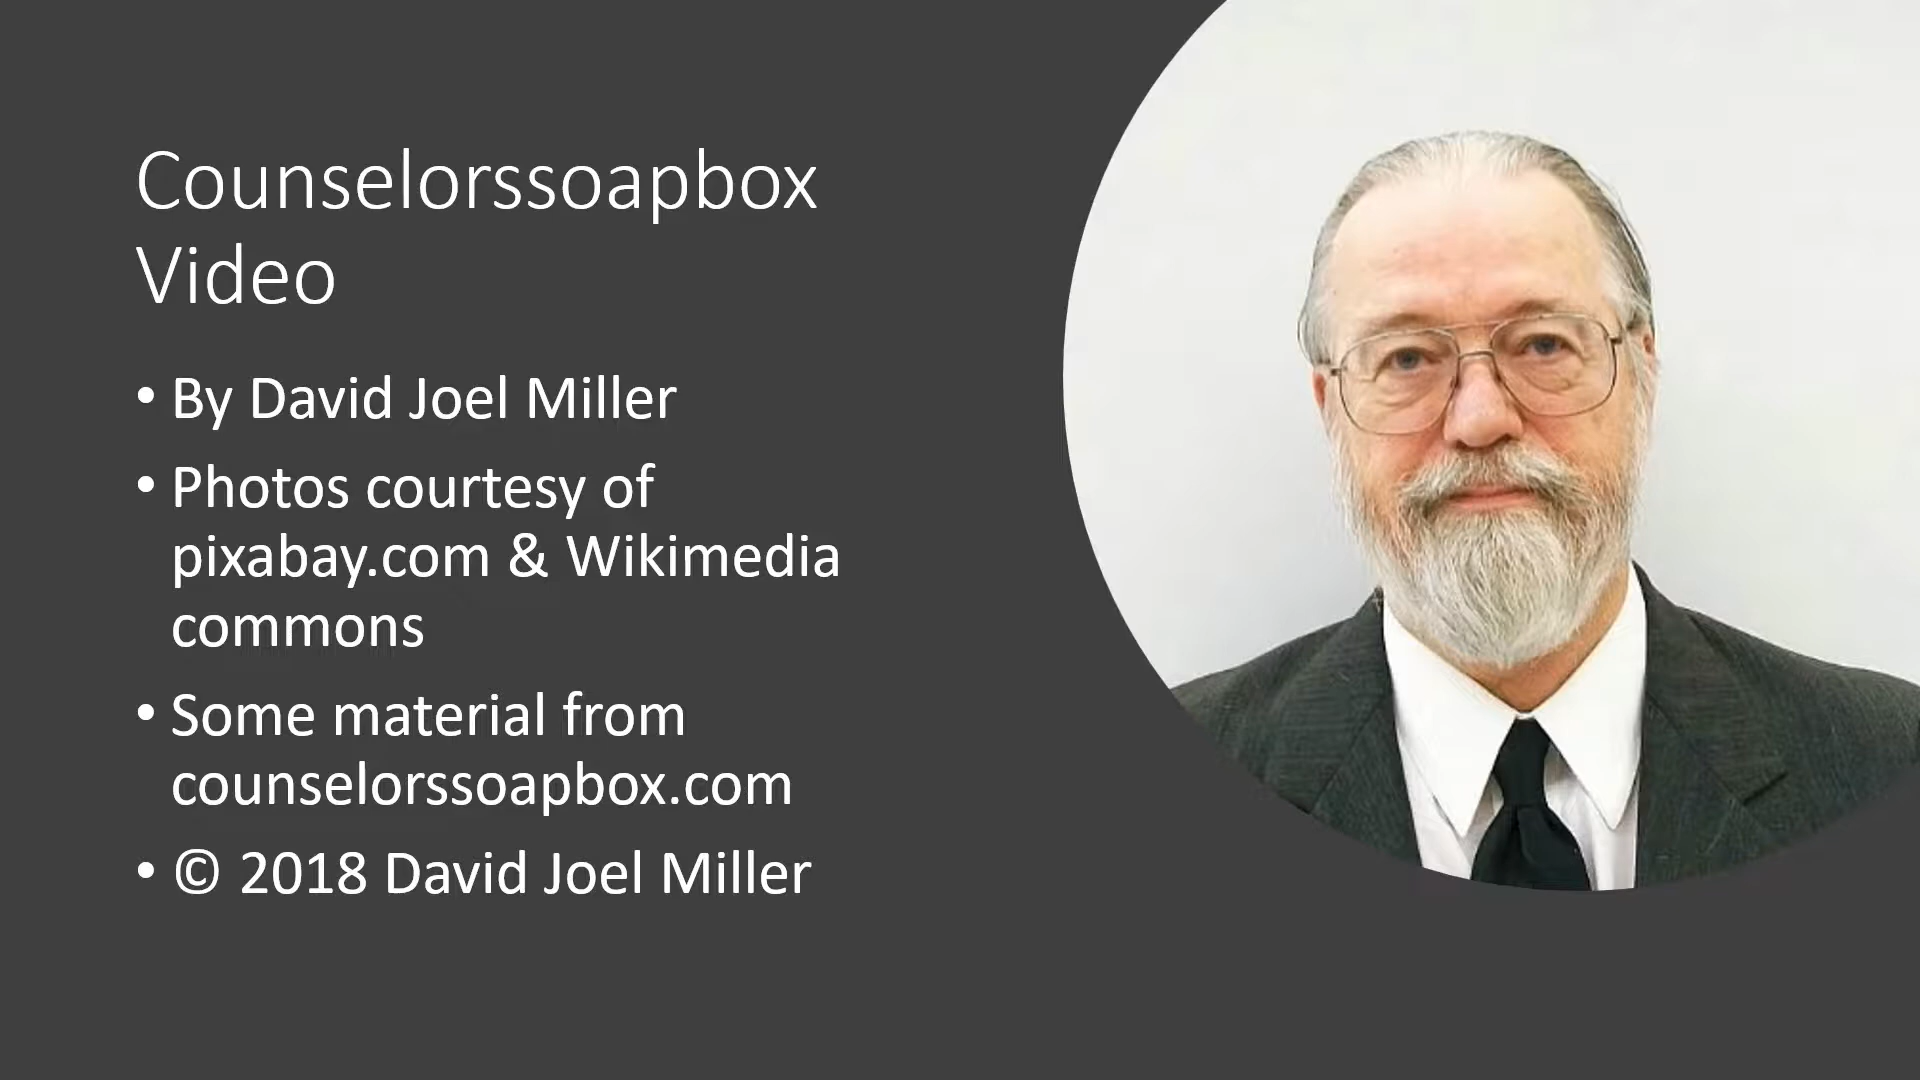 Counselorssoapbox
Video
• By David Joel Miller
• Photos courtesy of
pixabay.com & Wikimedia
commons
• Some material from
counselorssoapbox.com
• © 2018 David Joel Miller